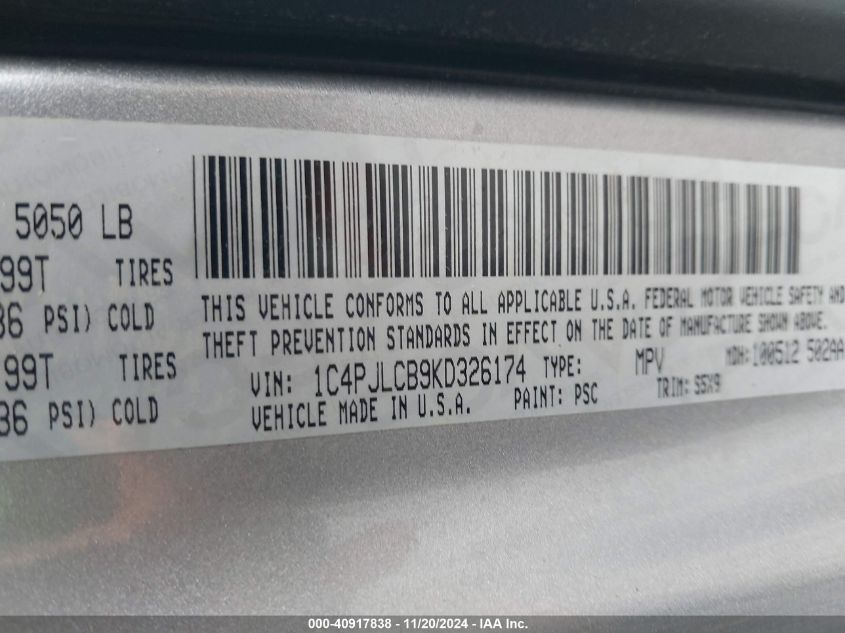 5050 LB
99T TIRES
36 PSI) COLD
99T TIRES
36 PSI) COLD
THIS VEHICLE CONFORMS TO ALL APPLICABLE U.S.A. FEDERAL MOTOR VEHICLE SAFETY AND
THEFT PREVENTION STANDARDS IN EFFECT ON THE DATE OF MANUFACTURE SHOWN ABOVE.
VIN: 1C4PJLCB9KD326174 TYPE: MPV MDH: 100512 502AA
VEHICLE MADE IN U.S.A. PAINT: PSC TRIM: S5X9
000-40917838 - 11/20/2024 - IAA Inc.